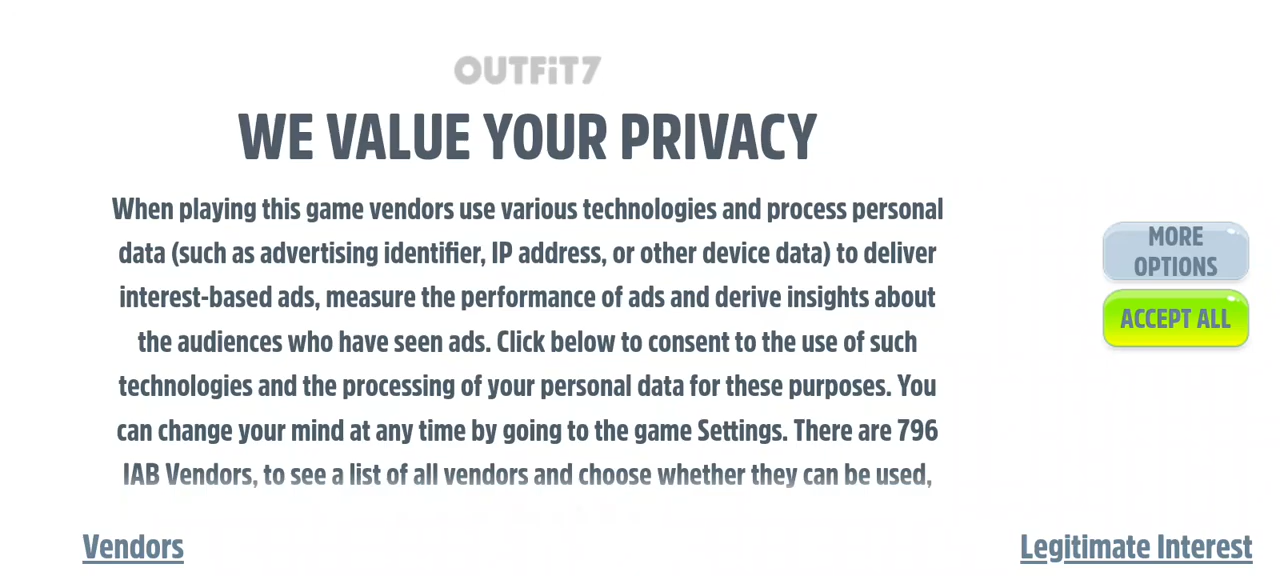 OUTFiT7
WE VALUE YOUR PRIVACY
When playing this game vendors use various technologies and process personal
data (such as advertising identifier, IP address, or other device data) to deliver
interest-based ads, measure the performance of ads and derive insights about
the audiences who have seen ads. Click below to consent to the use of such
technologies and the processing of your personal data for these purposes. You
can change your mind at any time by going to the game Settings. There are 796
IAB Vendors, to see a list of all vendors and choose whether they can be used,
MORE
OPTIONS
ACCEPT ALL
Vendors
Legitimate Interest